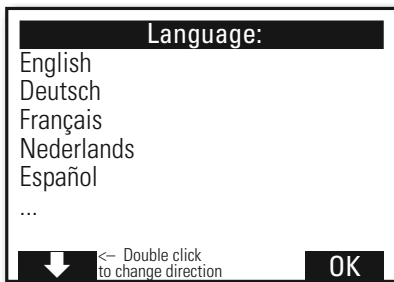 Language:
English
Deutsch
Français
Nederlands
Español
...
<– Double click
to change direction
OK